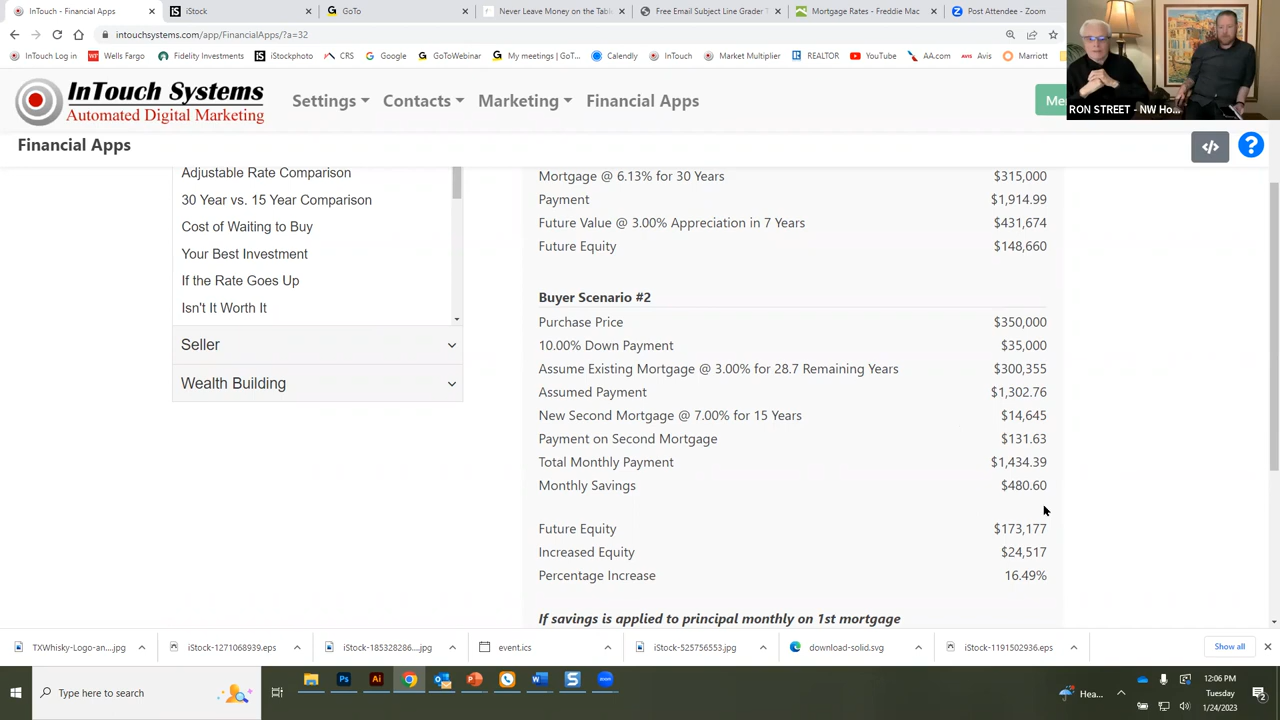 InTouch - Financial Apps
iStock
GoTo
Never Leave Money on the Tabl
Free Email Subject Line Grader T
Mortgage Rates - Freddie Mac
Post Attendee - Zoom
intouchsystems.com/app/FinancialApps/?a=32
InTouch Log in
Wells Fargo
Fidelity Investments
iStockphoto
CRS
Google
GoToWebinar
My meetings | GoT...
Calendly
InTouch
Market Multiplier
REALTOR
YouTube
AA.com
Avis
Marriott
InTouch Systems
Automated Digital Marketing
Settings
Contacts
Marketing
Financial Apps
Me
RON STREET - NW Ho...
Financial Apps
</>
?
Adjustable Rate Comparison
30 Year vs. 15 Year Comparison
Cost of Waiting to Buy
Your Best Investment
If the Rate Goes Up
Isn't It Worth It
Seller
Wealth Building
Mortgage @ 6.13% for 30 Years $315,000
Payment $1,914.99
Future Value @ 3.00% Appreciation in 7 Years $431,674
Future Equity $148,660
Buyer Scenario #2
Purchase Price $350,000
10.00% Down Payment $35,000
Assume Existing Mortgage @ 3.00% for 28.7 Remaining Years $300,355
Assumed Payment $1,302.76
New Second Mortgage @ 7.00% for 15 Years $14,645
Payment on Second Mortgage $131.63
Total Monthly Payment $1,434.39
Monthly Savings $480.60
Future Equity $173,177
Increased Equity $24,517
Percentage Increase 16.49%
If savings is applied to principal monthly on 1st mortgage
TXWhisky-Logo-an....jpg
iStock-1271068939.eps
iStock-185328286....jpg
event.ics
iStock-525756553.jpg
download-solid.svg
iStock-1191502936.eps
Show all
Type here to search
Hea...
12:06 PM
Tuesday
1/24/2023